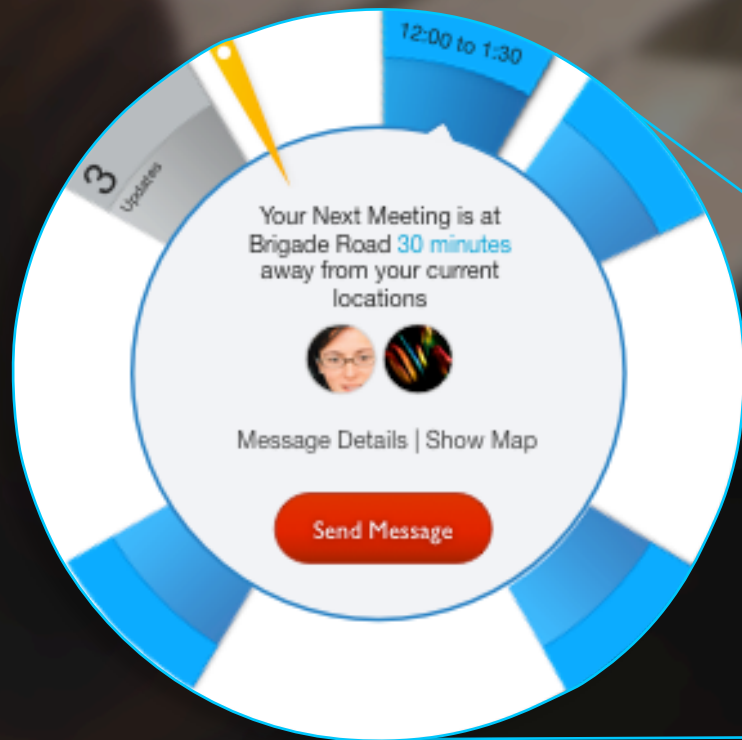 12:00 to 1:30
3
Updates
Your Next Meeting is at
Brigade Road 30 minutes
away from your current
locations
Message Details | Show Map
Send Message